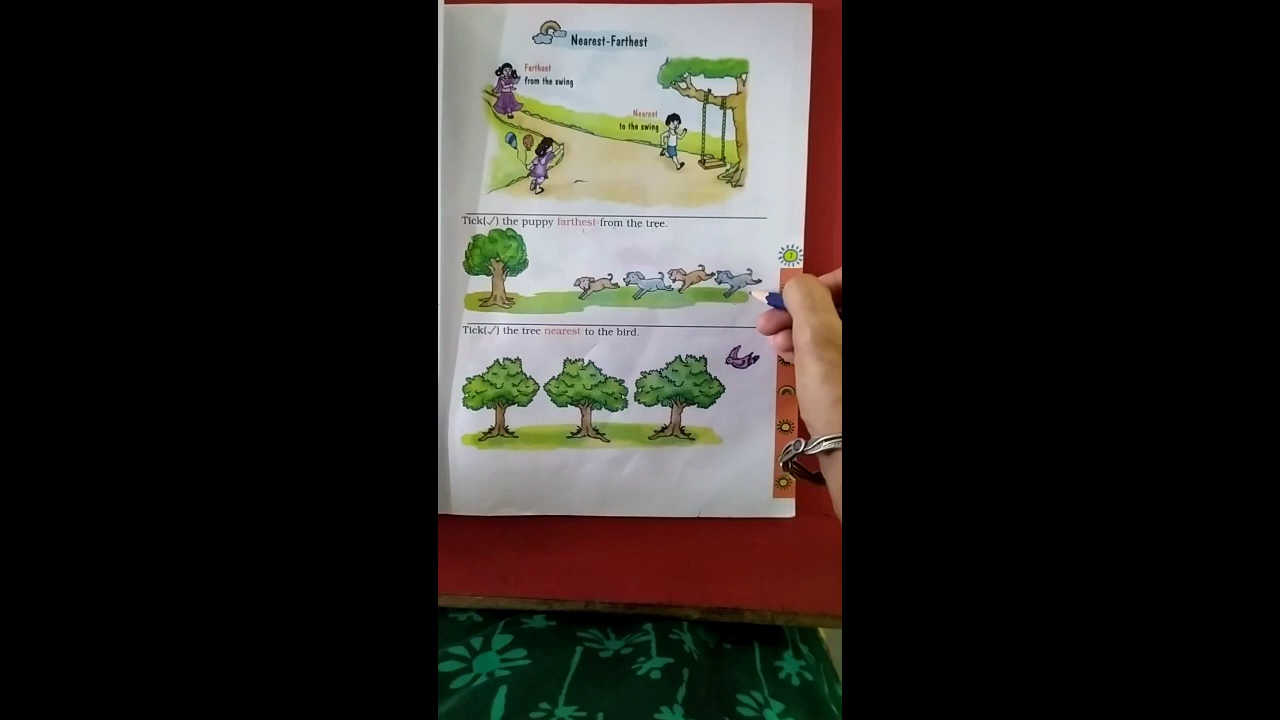 Nearest-Farthest
Farthest
from the swing
Nearest
to the swing
Tick(✓) the puppy farthest from the tree.
7
Tick(✓) the tree nearest to the bird.